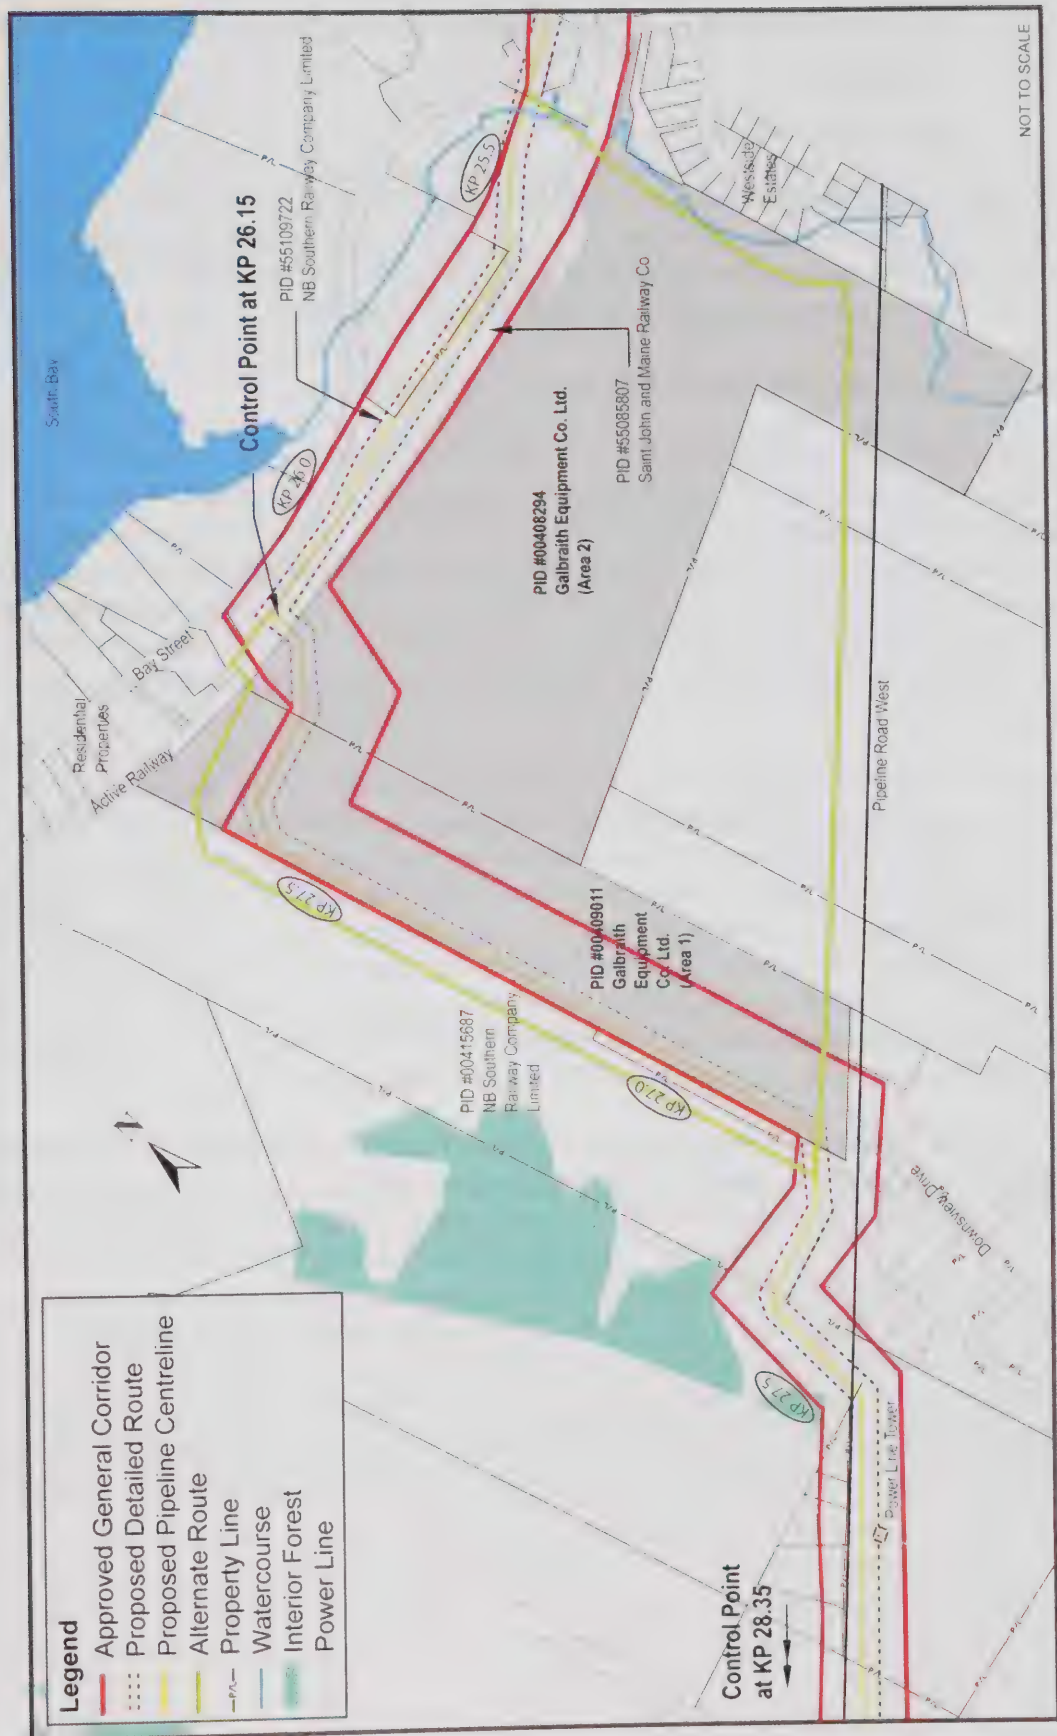 Legend
Approved General Corridor
Proposed Detailed Route
Proposed Pipeline Centreline
Alternate Route
P/L Property Line
Watercourse
Interior Forest
Power Line
N
South Bay
Residential
Properties
Bay Street
Active Railway
Control Point at KP 26.15
PID #55109722
NB Southern Railway Company Limited
KP 25.5
KP 26.0
KP 27.5
KP 27.0
KP 27.5
PID #00415687
NB Southern
Railway Company
Limited
PID #00409011
Galbraith
Equipment
Co. Ltd.
(Area 1)
PID #00408294
Galbraith Equipment Co. Ltd.
(Area 2)
PID #55085807
Saint John and Maine Railway Co
Westside
Estates
Pipeline Road West
Downsview Drive
Power Line Tower
Control Point
at KP 28.35
NOT TO SCALE